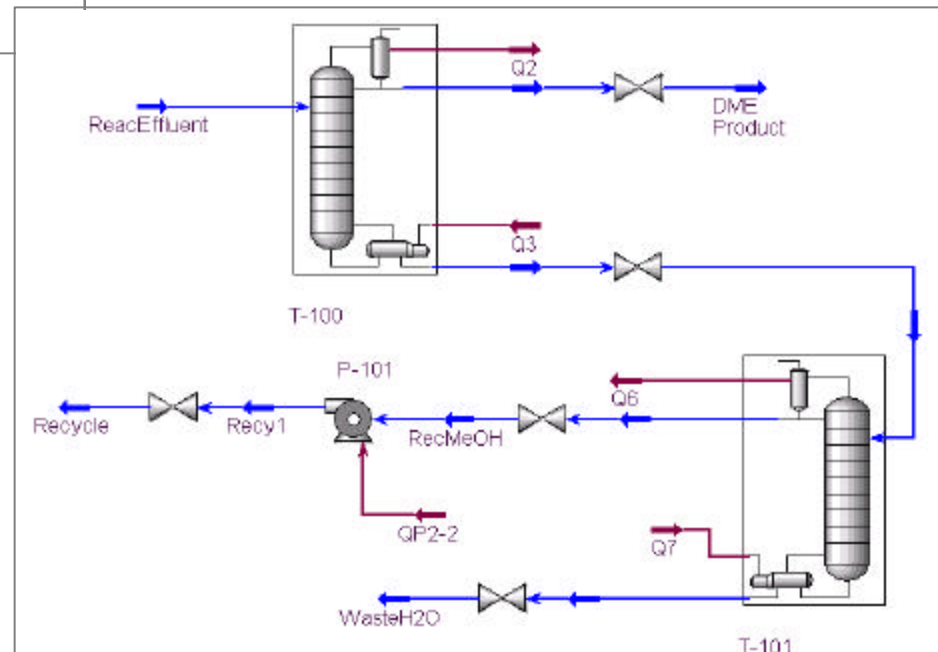 Q2
DME
Product
ReacEffluent
Q3
T-100
P-101
Q6
Recycle
Recy1
RecMeOH
QP2-2
Q7
WasteH2O
T-101